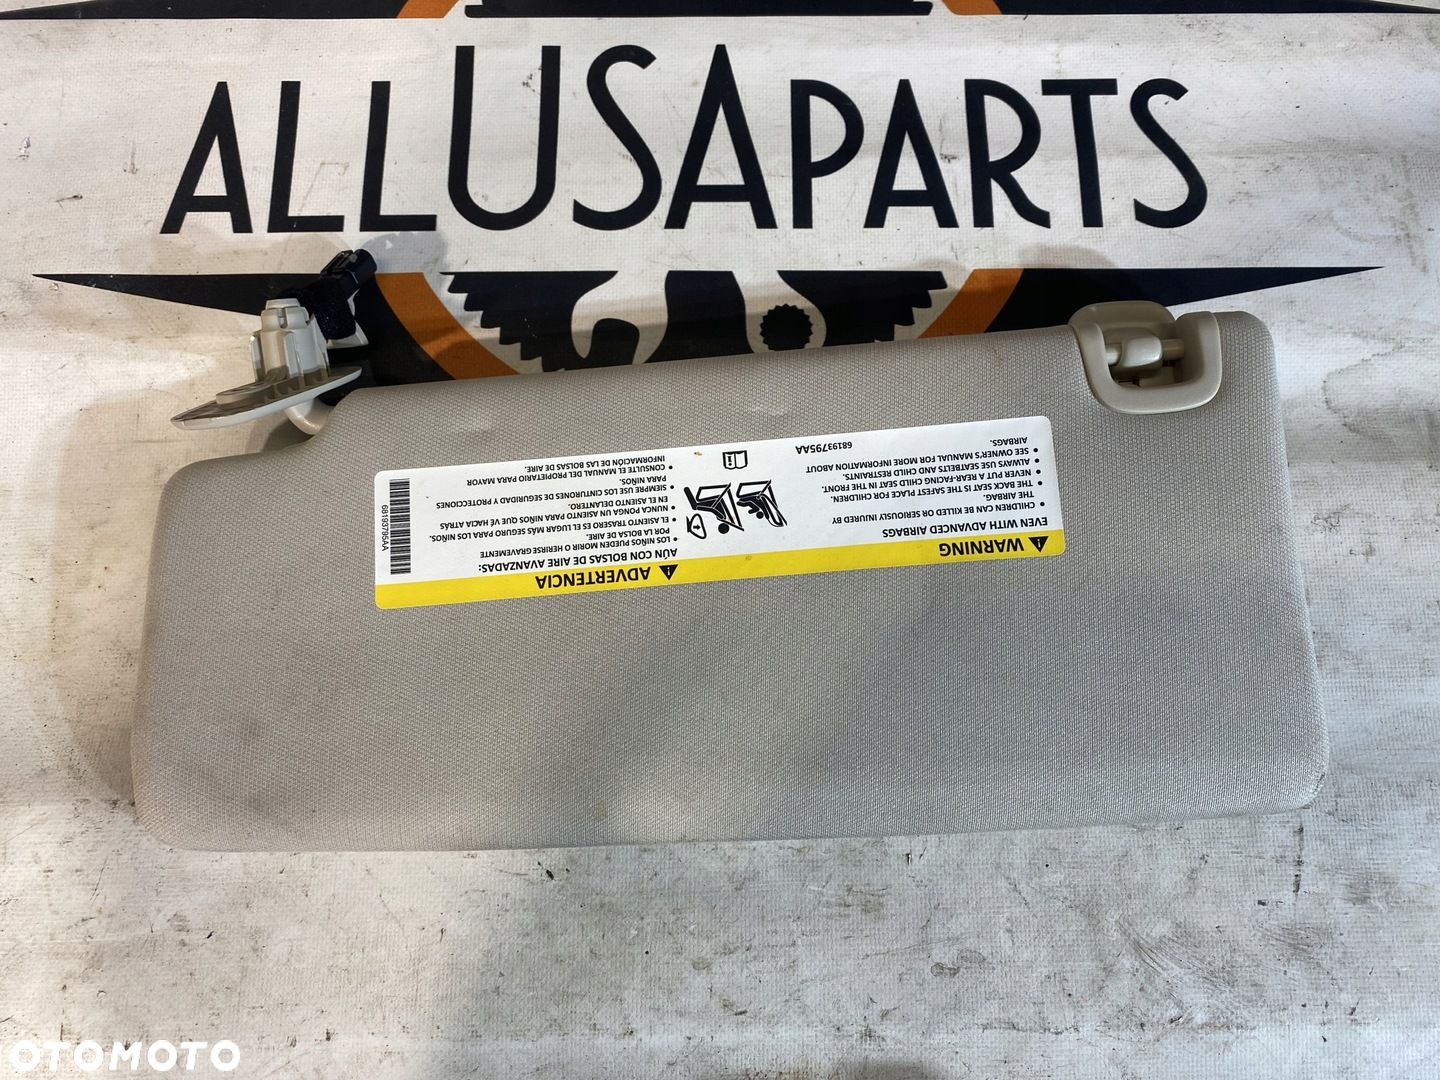 ALLUSAPARTS
WARNING
EVEN WITH ADVANCED AIRBAGS
• CHILDREN CAN BE KILLED OR SERIOUSLY INJURED BY
THE AIRBAG.
• THE BACK SEAT IS THE SAFEST PLACE FOR CHILDREN.
• NEVER PUT A REAR-FACING CHILD SEAT IN THE FRONT.
• ALWAYS USE SEATBELTS AND CHILD RESTRAINTS.
• SEE OWNER'S MANUAL FOR MORE INFORMATION ABOUT
AIRBAGS.
68193795AA
ADVERTENCIA
AÚN CON BOLSAS DE AIRE AVANZADAS:
• LOS NIÑOS PUEDEN MORIR O HERIRSE GRAVEMENTE
POR LA BOLSA DE AIRE.
• EL ASIENTO TRASERO ES EL LUGAR MÁS SEGURO PARA LOS NIÑOS.
• NUNCA PONGA UN ASIENTO PARA NIÑOS QUE VÉ HACIA ATRÁS
EN EL ASIENTO DELANTERO.
• SIEMPRE USE LOS CINTURONES DE SEGURIDAD Y PROTECCIONES
PARA NIÑOS.
• CONSULTE EL MANUAL DEL PROPIETARIO PARA MAYOR
INFORMACIÓN DE LAS BOLSAS DE AIRE.
68193795AA
OTOMOTO